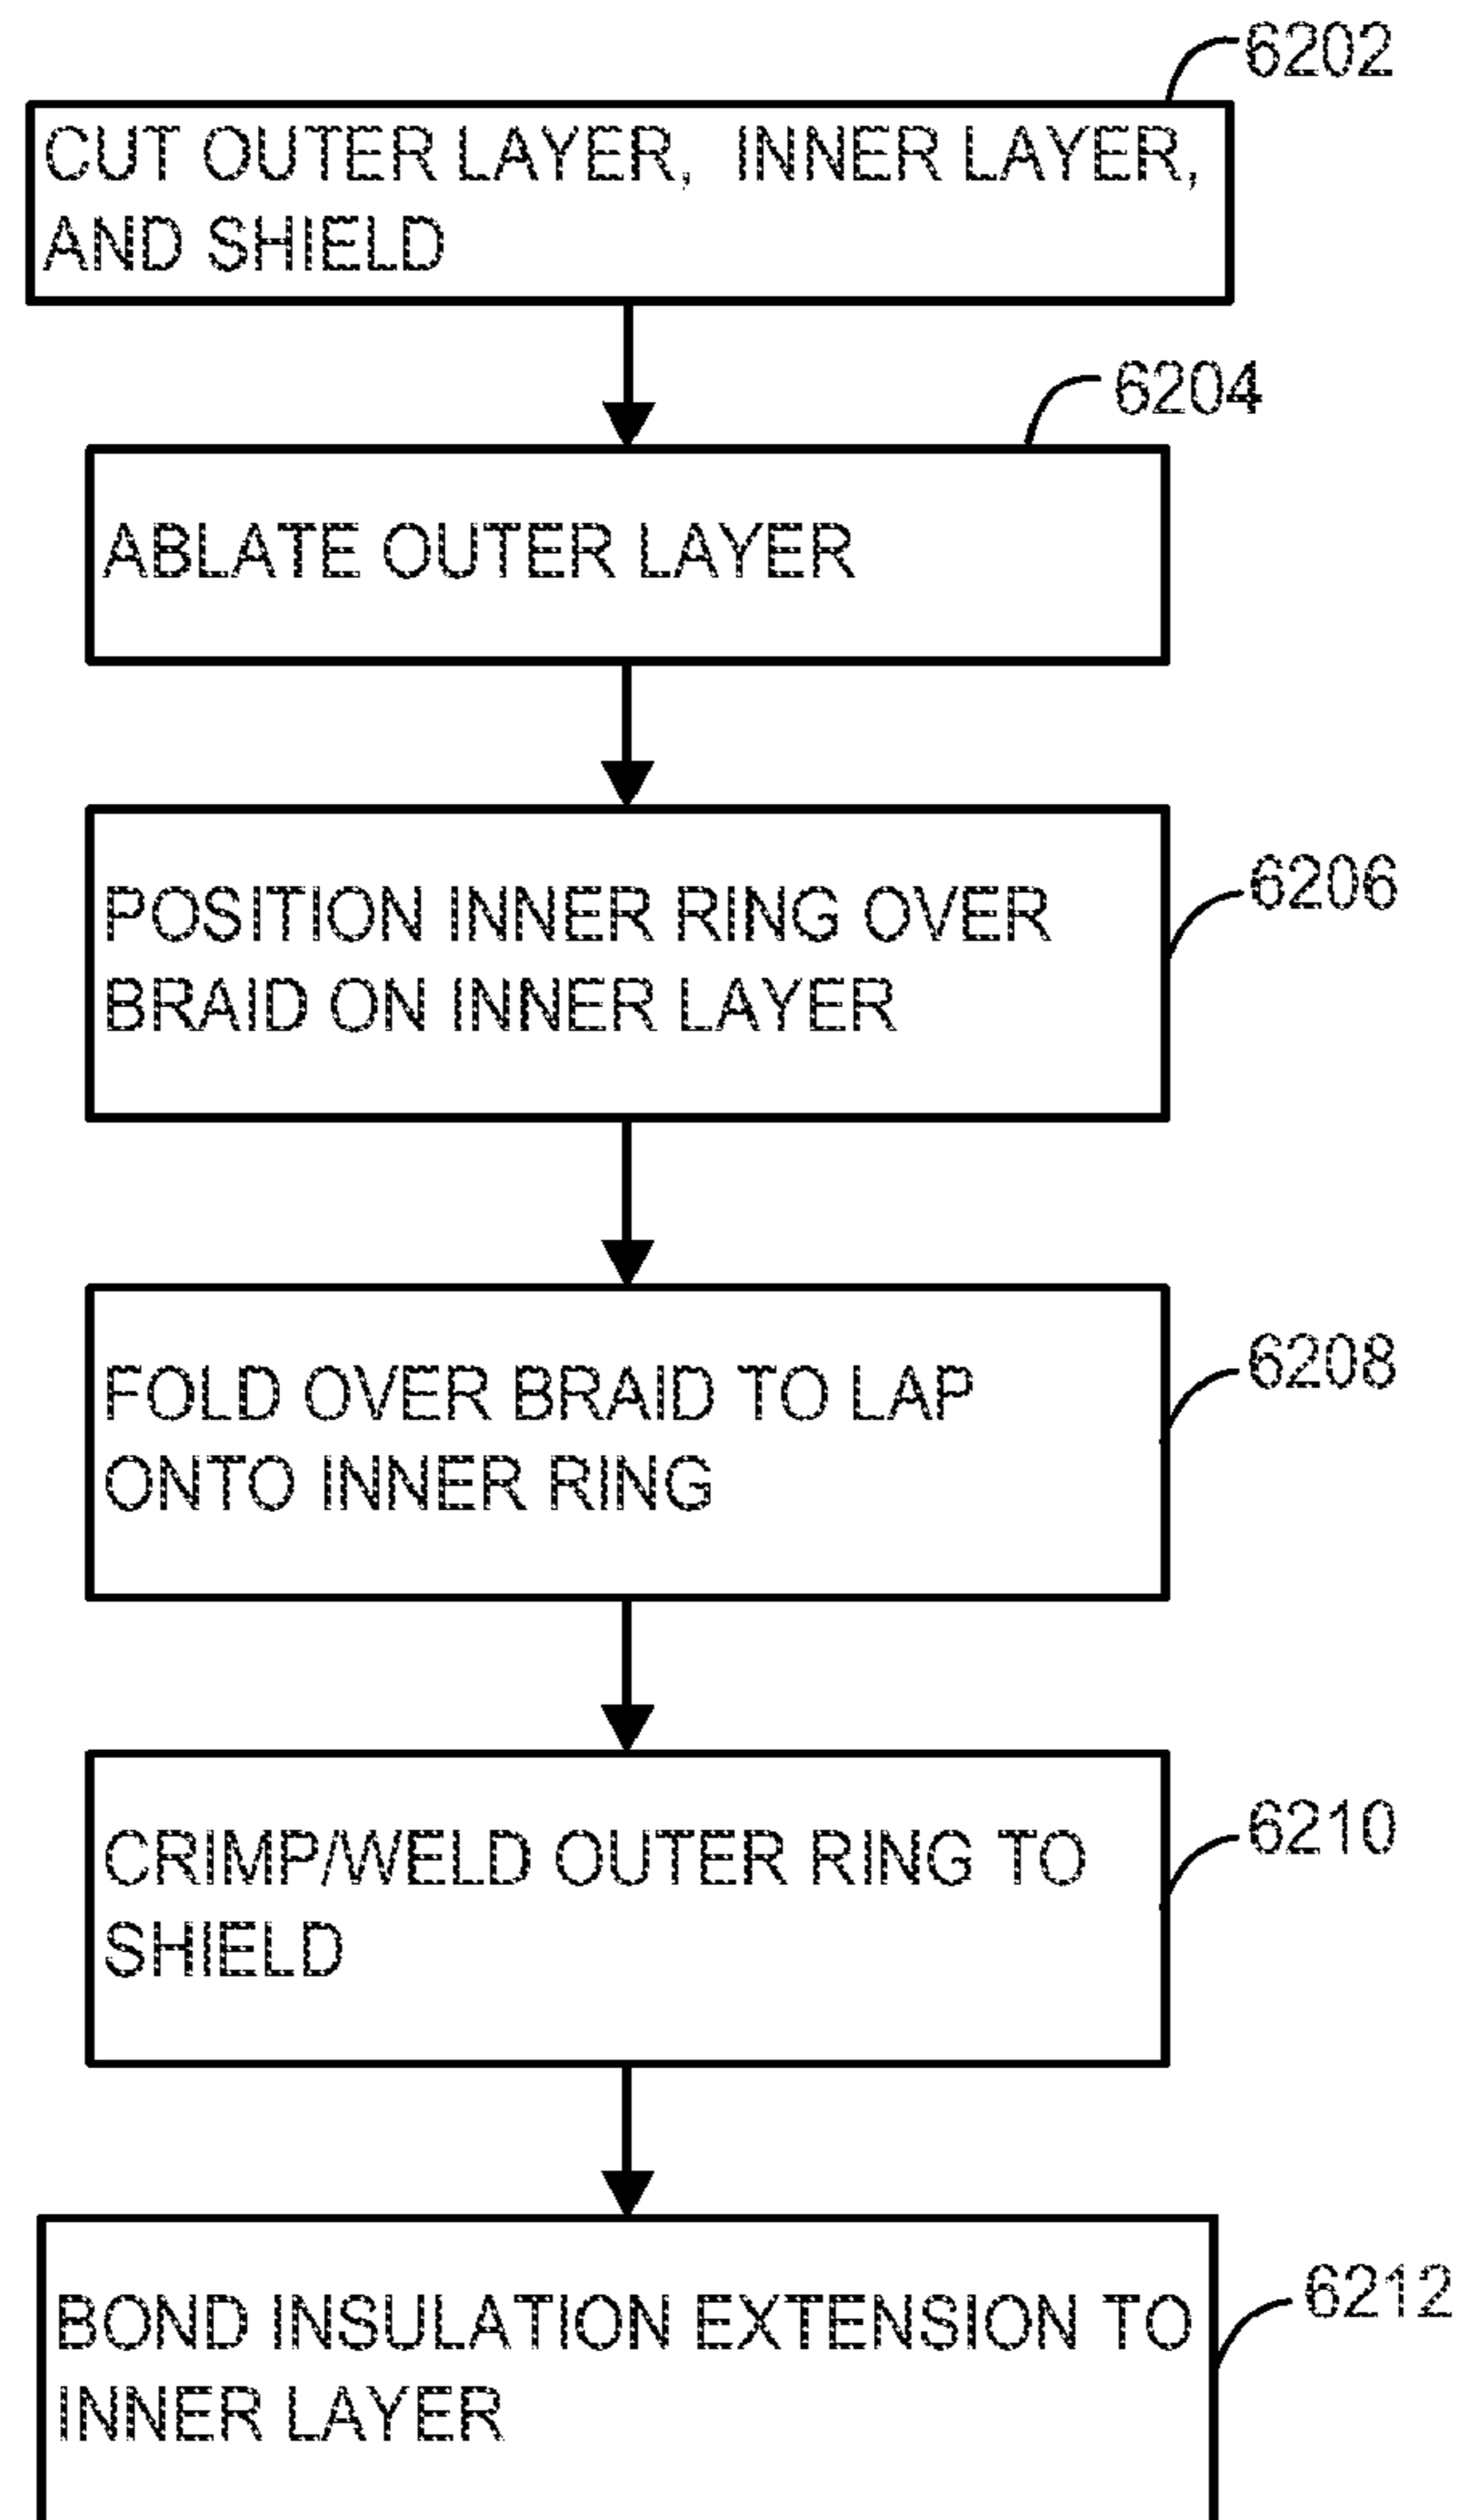 6202
CUT OUTER LAYER, INNER LAYER,
AND SHIELD
6204
ABLATE OUTER LAYER
6206
POSITION INNER RING OVER
BRAID ON INNER LAYER
6208
FOLD OVER BRAID TO LAP
ONTO INNER RING
6210
CRIMP/WELD OUTER RING TO
SHIELD
6212
BOND INSULATION EXTENSION TO
INNER LAYER